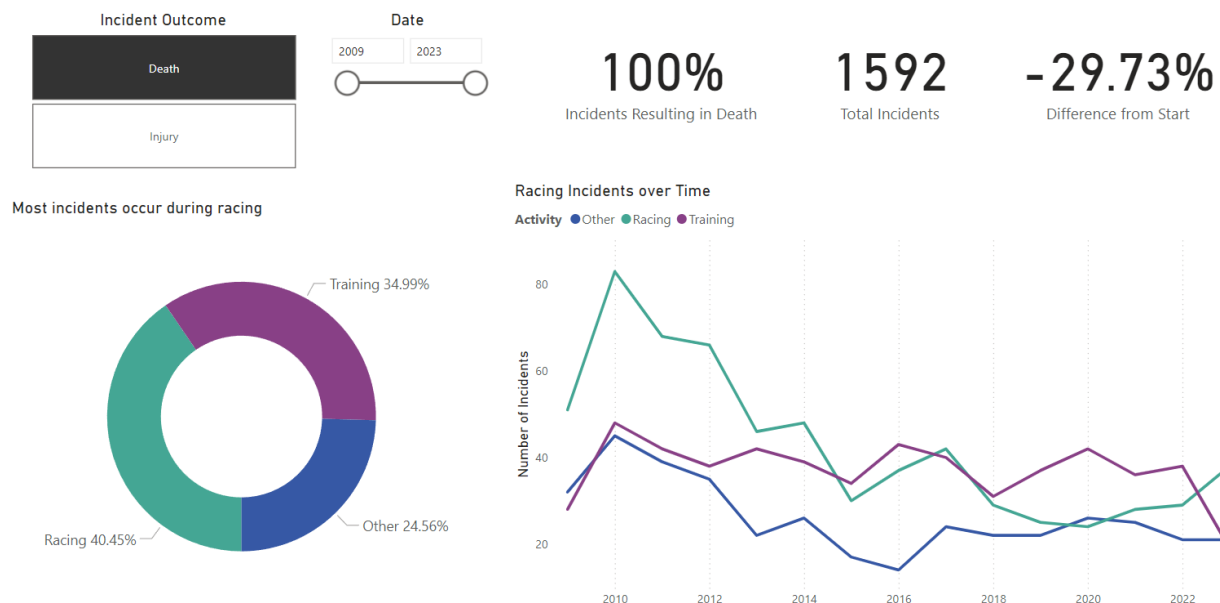 Incident Outcome
Death
Injury
Date
2009
2023
100%
Incidents Resulting in Death
1592
Total Incidents
-29.73%
Difference from Start
Most incidents occur during racing
Training 34.99%
Racing 40.45%
Other 24.56%
Racing Incidents over Time
Activity Other Racing Training
Number of Incidents
80
60
40
20
2010 2012 2014 2016 2018 2020 2022